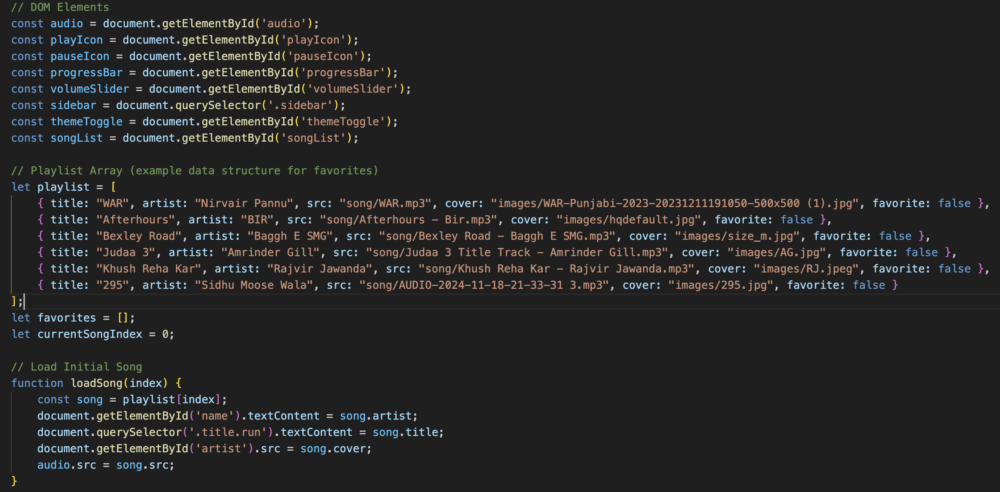 // DOM Elements
const audio = document.getElementById('audio');
const playIcon = document.getElementById('playIcon');
const pauseIcon = document.getElementById('pauseIcon');
const progressBar = document.getElementById('progressBar');
const volumeSlider = document.getElementById('volumeSlider');
const sidebar = document.querySelector('.sidebar');
const themeToggle = document.getElementById('themeToggle');
const songList = document.getElementById('songList');

// Playlist Array (example data structure for favorites)
let playlist = [
    { title: "WAR", artist: "Nirvair Pannu", src: "song/WAR.mp3", cover: "images/WAR-Punjabi-2023-20231211191050-500x500 (1).jpg", favorite: false },
    { title: "Afterhours", artist: "BIR", src: "song/Afterhours - Bir.mp3", cover: "images/hqdefault.jpg", favorite: false },
    { title: "Bexley Road", artist: "Baggh E SMG", src: "song/Bexley Road - Baggh E SMG.mp3", cover: "images/size_m.jpg", favorite: false },
    { title: "Judaa 3", artist: "Amrinder Gill", src: "song/Judaa 3 Title Track - Amrinder Gill.mp3", cover: "images/AG.jpg", favorite: false },
    { title: "Khush Reha Kar", artist: "Rajvir Jawanda", src: "song/Khush Reha Kar - Rajvir Jawanda.mp3", cover: "images/RJ.jpeg", favorite: false },
    { title: "295", artist: "Sidhu Moose Wala", src: "song/AUDIO-2024-11-18-21-33-31 3.mp3", cover: "images/295.jpg", favorite: false }
];
let favorites = [];
let currentSongIndex = 0;

// Load Initial Song
function loadSong(index) {
    const song = playlist[index];
    document.getElementById('name').textContent = song.artist;
    document.querySelector('.title.run').textContent = song.title;
    document.getElementById('artist').src = song.cover;
    audio.src = song.src;
}